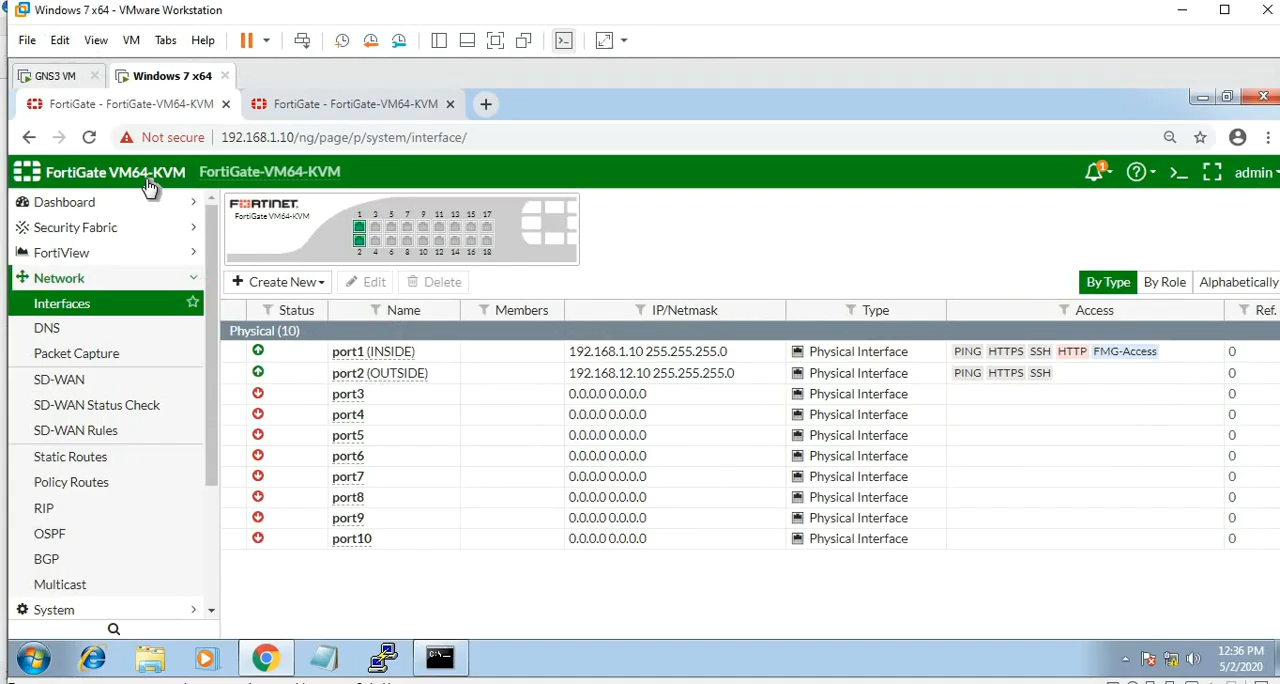 Windows 7 x64 - VMware Workstation
File Edit View VM Tabs Help
GNS3 VM Windows 7 x64
FortiGate - FortiGate-VM64-KVM FortiGate - FortiGate-VM64-KVM
Not secure 192.168.1.10/ng/page/p/system/interface/
FortiGate VM64-KVM FortiGate-VM64-KVM 1 admin
Dashboard
Security Fabric
FortiView
Network
Interfaces
DNS
Packet Capture
SD-WAN
SD-WAN Status Check
SD-WAN Rules
Static Routes
Policy Routes
RIP
OSPF
BGP
Multicast
System
FORTINET
FortiGate VM64-KVM
1 3 5 7 9 11 13 15 17
2 4 6 8 10 12 14 16 18
Create New Edit Delete By Type By Role Alphabetically
Status Name Members IP/Netmask Type Access Ref.
Physical (10)
port1 (INSIDE) 192.168.1.10 255.255.255.0 Physical Interface PING HTTPS SSH HTTP FMG-Access 0
port2 (OUTSIDE) 192.168.12.10 255.255.255.0 Physical Interface PING HTTPS SSH 0
port3 0.0.0.0 0.0.0.0 Physical Interface 0
port4 0.0.0.0 0.0.0.0 Physical Interface 0
port5 0.0.0.0 0.0.0.0 Physical Interface 0
port6 0.0.0.0 0.0.0.0 Physical Interface 0
port7 0.0.0.0 0.0.0.0 Physical Interface 0
port8 0.0.0.0 0.0.0.0 Physical Interface 0
port9 0.0.0.0 0.0.0.0 Physical Interface 0
port10 0.0.0.0 0.0.0.0 Physical Interface 0
12:36 PM
5/2/2020